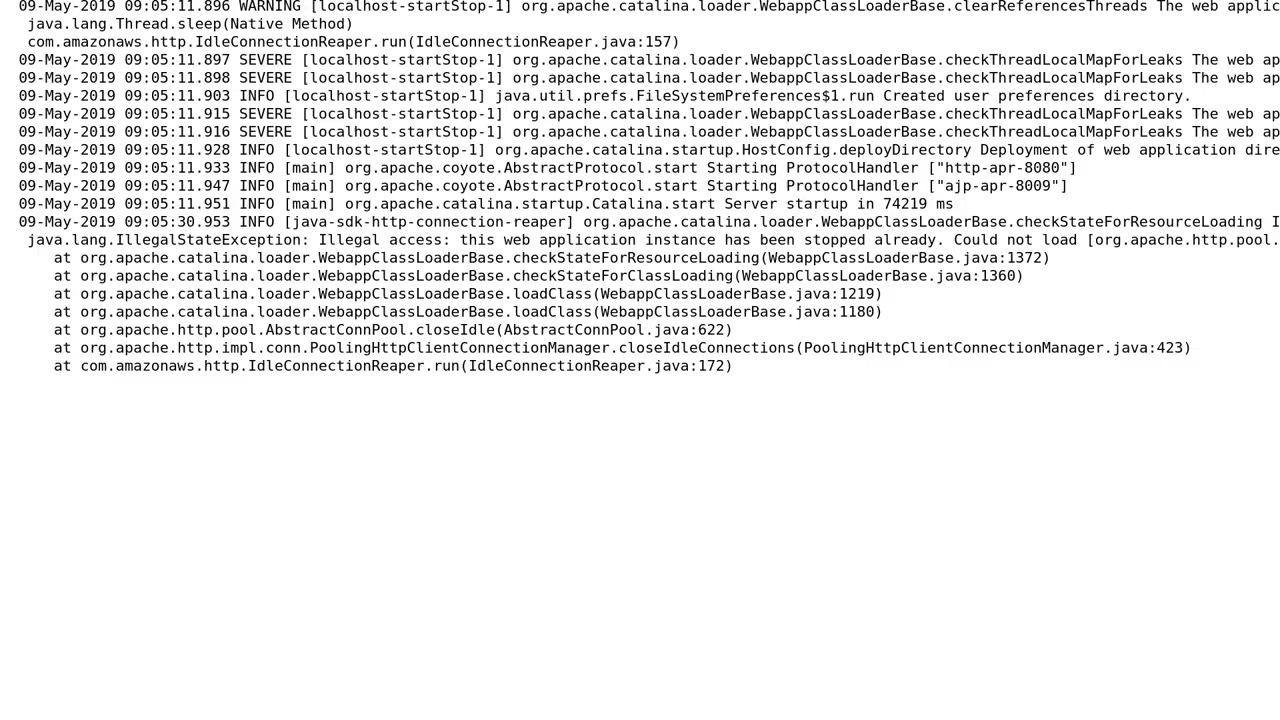 09-May-2019 09:05:11.896 WARNING [localhost-startStop-1] org.apache.catalina.loader.WebappClassLoaderBase.clearReferencesThreads The web applic
java.lang.Thread.sleep(Native Method)
com.amazonaws.http.IdleConnectionReaper.run(IdleConnectionReaper.java:157)
09-May-2019 09:05:11.897 SEVERE [localhost-startStop-1] org.apache.catalina.loader.WebappClassLoaderBase.checkThreadLocalMapForLeaks The web ap
09-May-2019 09:05:11.898 SEVERE [localhost-startStop-1] org.apache.catalina.loader.WebappClassLoaderBase.checkThreadLocalMapForLeaks The web ap
09-May-2019 09:05:11.903 INFO [localhost-startStop-1] java.util.prefs.FileSystemPreferences$1.run Created user preferences directory.
09-May-2019 09:05:11.915 SEVERE [localhost-startStop-1] org.apache.catalina.loader.WebappClassLoaderBase.checkThreadLocalMapForLeaks The web ap
09-May-2019 09:05:11.916 SEVERE [localhost-startStop-1] org.apache.catalina.loader.WebappClassLoaderBase.checkThreadLocalMapForLeaks The web ap
09-May-2019 09:05:11.928 INFO [localhost-startStop-1] org.apache.catalina.startup.HostConfig.deployDirectory Deployment of web application dire
09-May-2019 09:05:11.933 INFO [main] org.apache.coyote.AbstractProtocol.start Starting ProtocolHandler ["http-apr-8080"]
09-May-2019 09:05:11.947 INFO [main] org.apache.coyote.AbstractProtocol.start Starting ProtocolHandler ["ajp-apr-8009"]
09-May-2019 09:05:11.951 INFO [main] org.apache.catalina.startup.Catalina.start Server startup in 74219 ms
09-May-2019 09:05:30.953 INFO [java-sdk-http-connection-reaper] org.apache.catalina.loader.WebappClassLoaderBase.checkStateForResourceLoading I
java.lang.IllegalStateException: Illegal access: this web application instance has been stopped already. Could not load [org.apache.http.pool.
at org.apache.catalina.loader.WebappClassLoaderBase.checkStateForResourceLoading(WebappClassLoaderBase.java:1372)
at org.apache.catalina.loader.WebappClassLoaderBase.checkStateForClassLoading(WebappClassLoaderBase.java:1360)
at org.apache.catalina.loader.WebappClassLoaderBase.loadClass(WebappClassLoaderBase.java:1219)
at org.apache.catalina.loader.WebappClassLoaderBase.loadClass(WebappClassLoaderBase.java:1180)
at org.apache.http.pool.AbstractConnPool.closeIdle(AbstractConnPool.java:622)
at org.apache.http.impl.conn.PoolingHttpClientConnectionManager.closeIdleConnections(PoolingHttpClientConnectionManager.java:423)
at com.amazonaws.http.IdleConnectionReaper.run(IdleConnectionReaper.java:172)